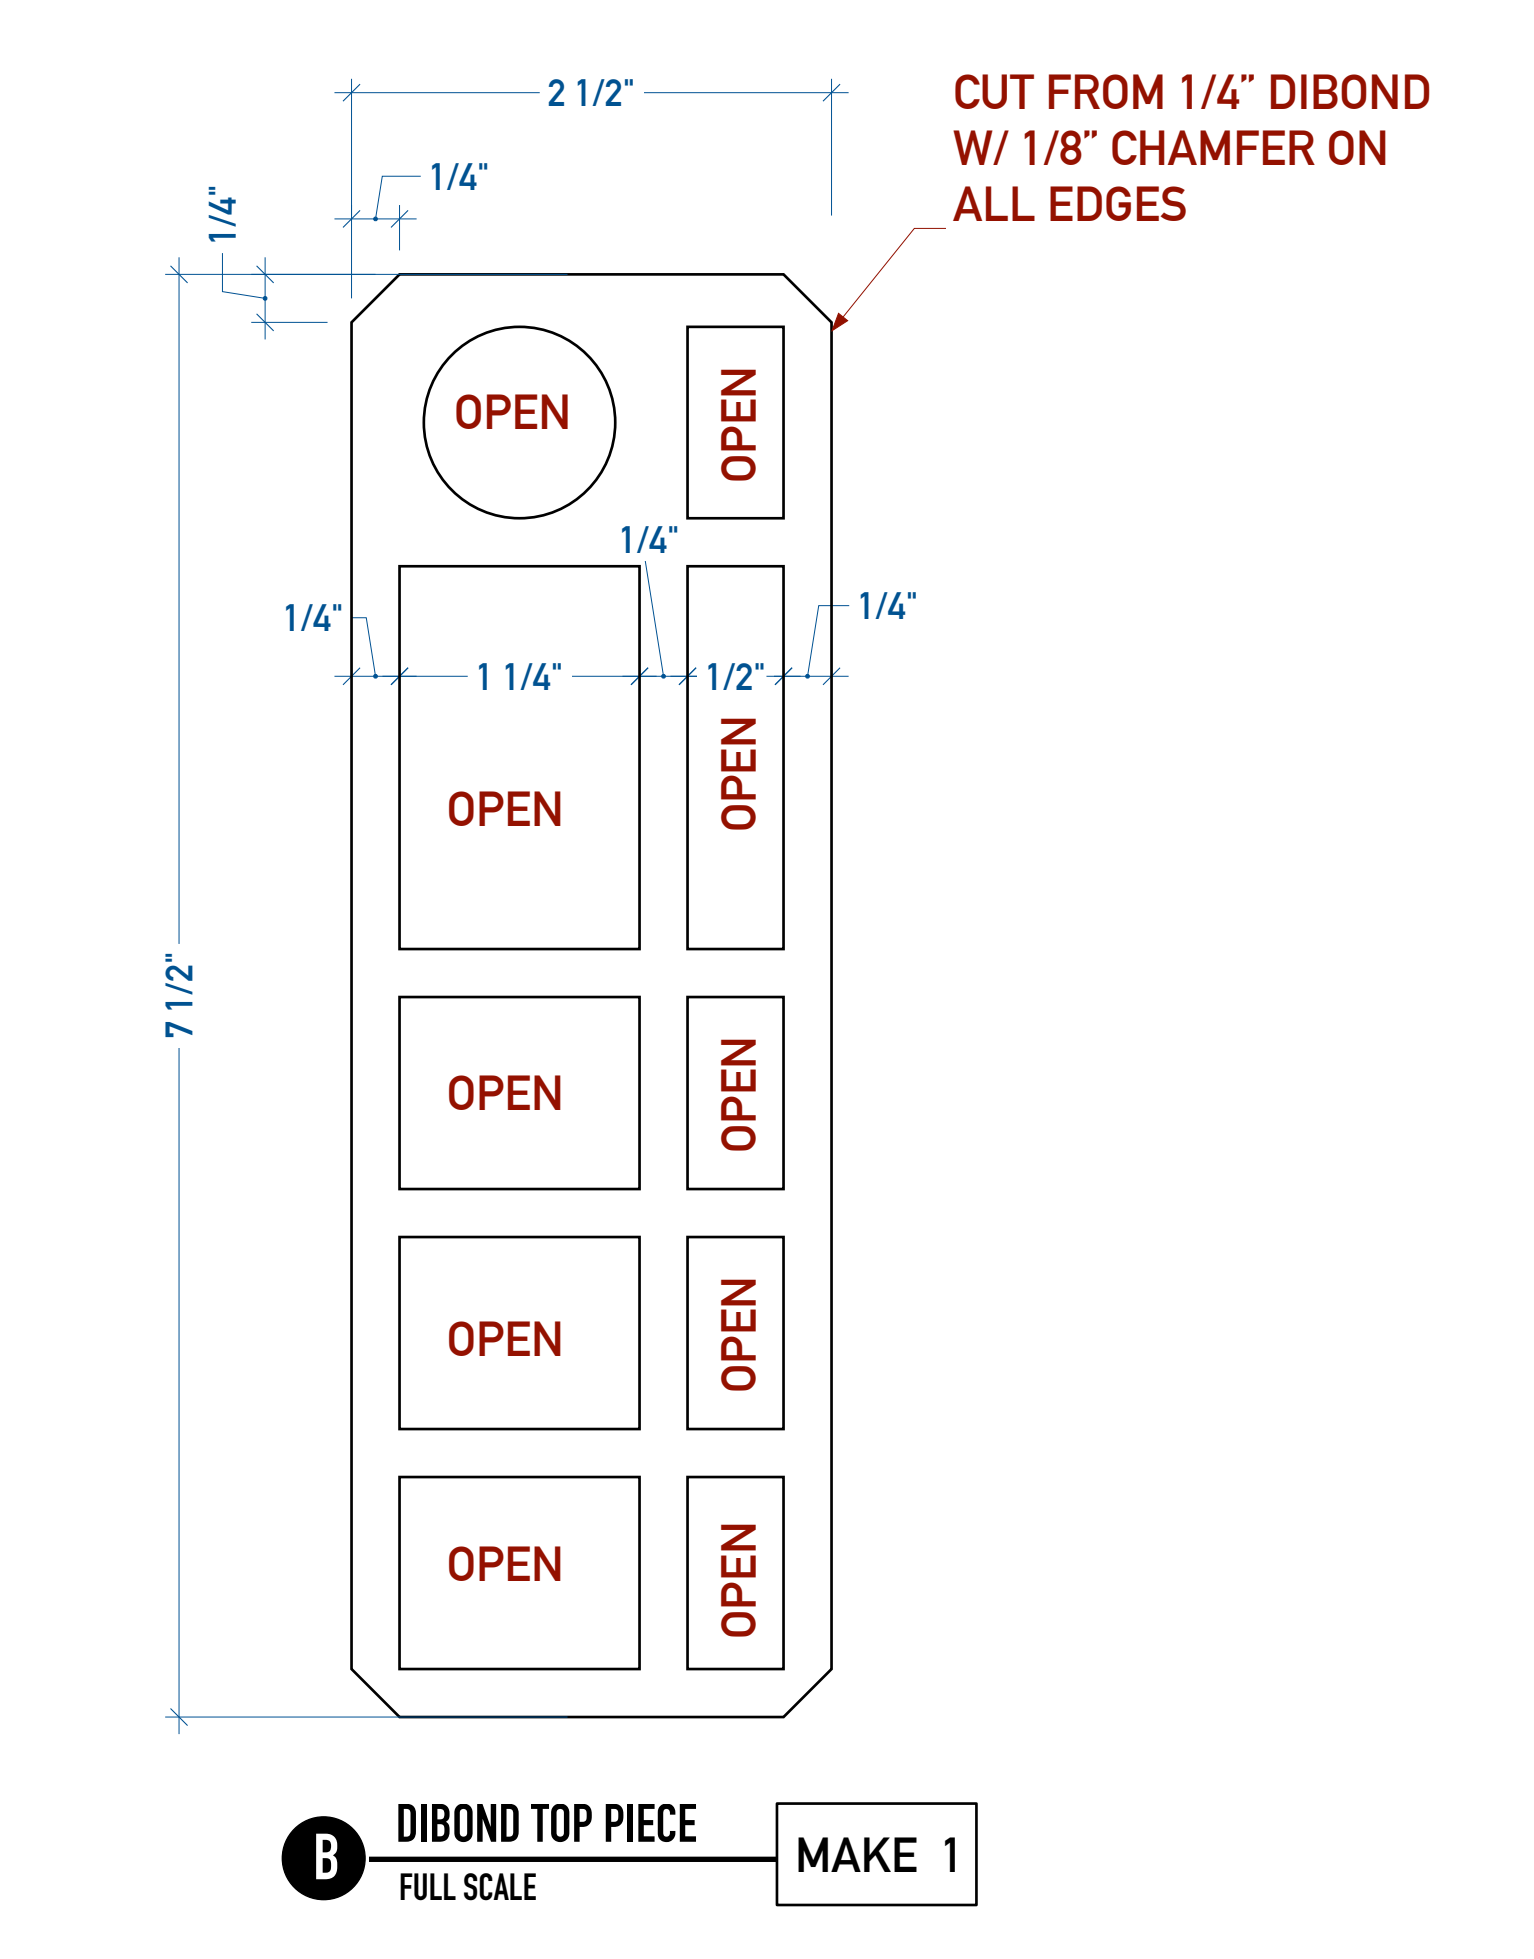 2 1/2"
CUT FROM 1/4” DIBOND
W/ 1/8” CHAMFER ON
ALL EDGES
1/4"
1/4"
OPEN
OPEN
1/4"
1/4"
1/4"
1 1/4"
1/2"
OPEN
OPEN
7 1/2"
OPEN
OPEN
OPEN
OPEN
OPEN
OPEN
B
DIBOND TOP PIECE
FULL SCALE
MAKE 1